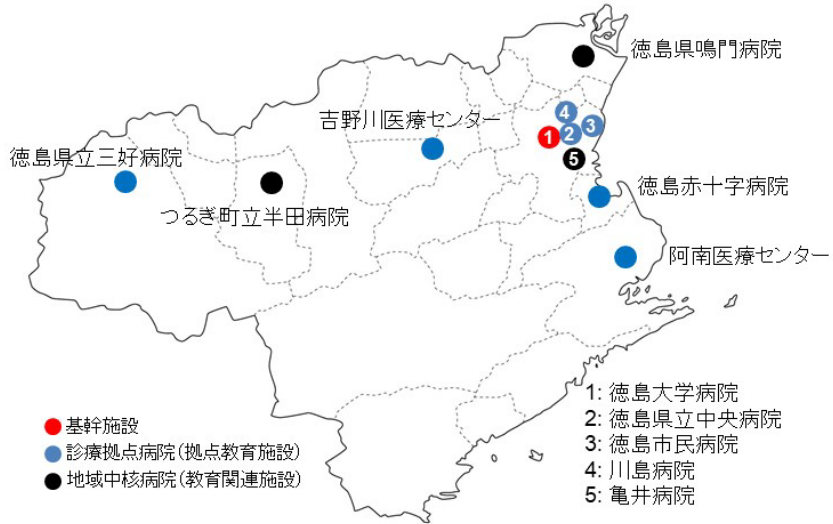 徳島県鳴門病院
吉野川医療センター
4
3
2
1
5
徳島県立三好病院
つるぎ町立半田病院
徳島赤十字病院
阿南医療センター
基幹施設
診療拠点病院(拠点教育施設)
地域中核病院(教育関連施設)
1: 徳島大学病院
2: 徳島県立中央病院
3: 徳島市民病院
4: 川島病院
5: 亀井病院